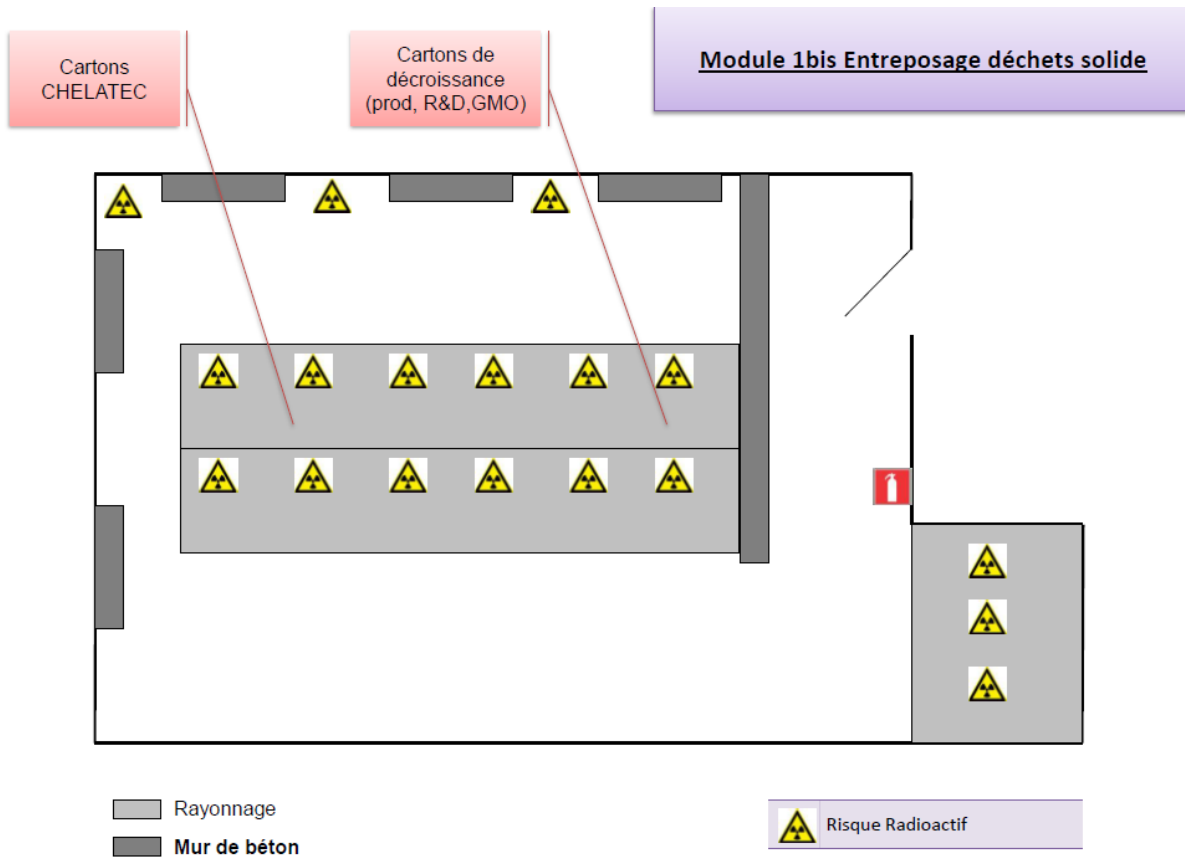 Cartons
CHELATEC
Cartons de
décroissance
(prod, R&D,GMO)
Module 1bis Entreposage déchets solide
Rayonnage
Mur de béton
Risque Radioactif